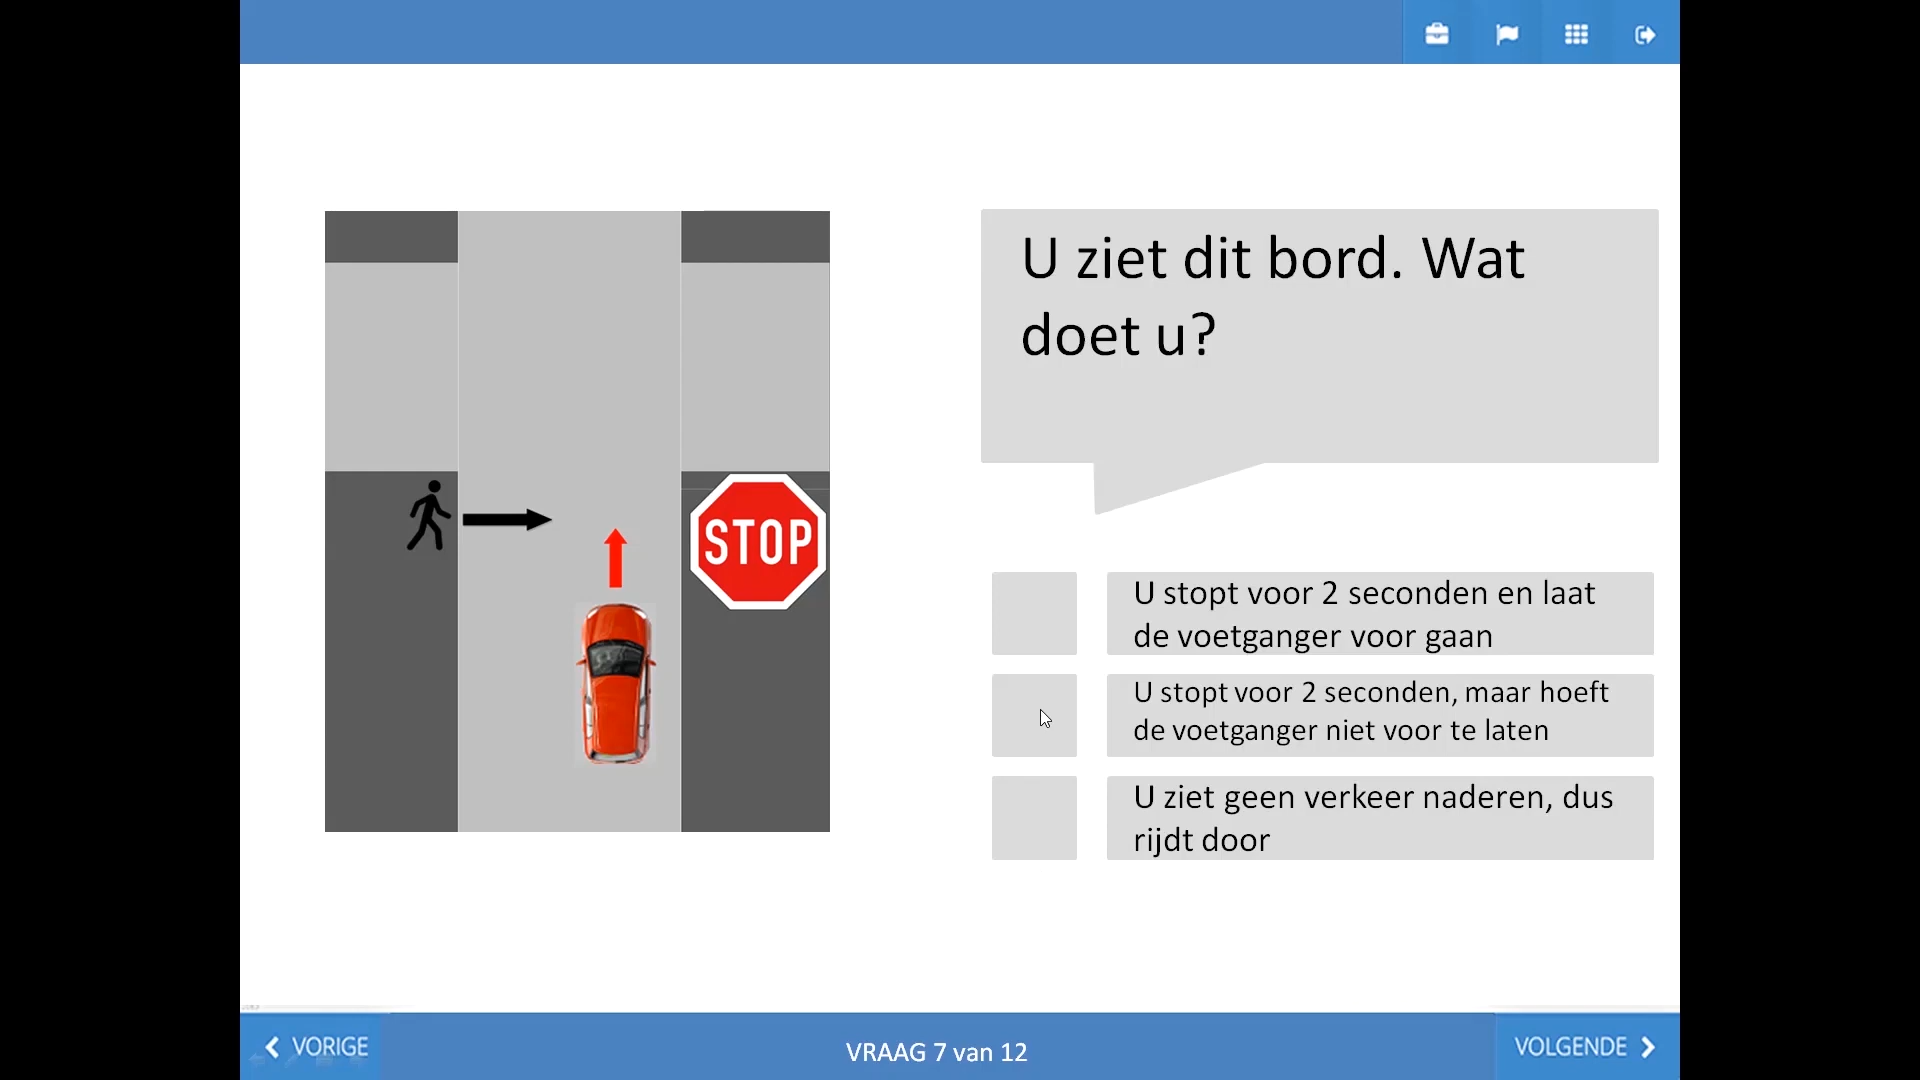 U ziet dit bord. Wat
doet u?
STOP
U stopt voor 2 seconden en laat
de voetganger voor gaan
U stopt voor 2 seconden, maar hoeft
de voetganger niet voor te laten
U ziet geen verkeer naderen, dus
rijdt door
VORIGE
VRAAG 7 van 12
VOLGENDE